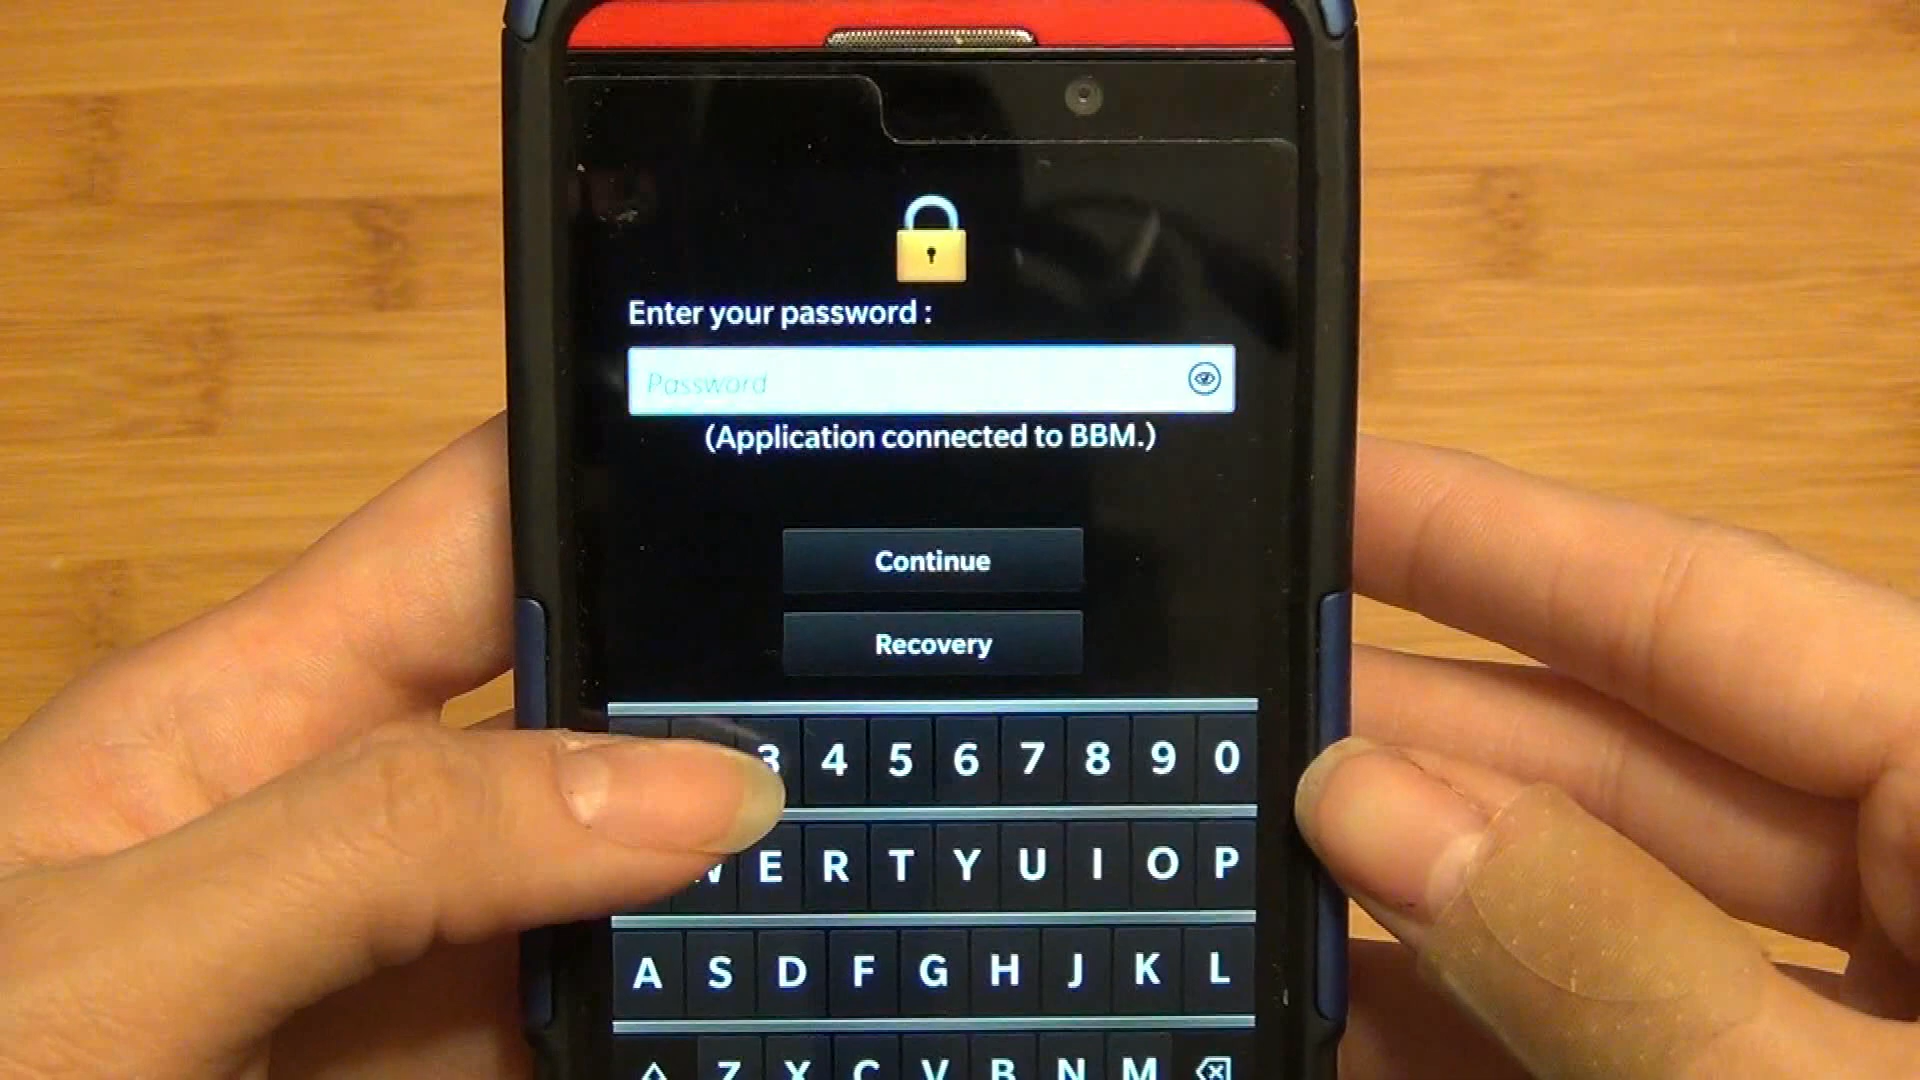 Enter your password :
Password
(Application connected to BBM.)
Continue
Recovery
3 4 5 6 7 8 9 0
W E R T Y U I O P
A S D F G H J K L
Z X C V B N M